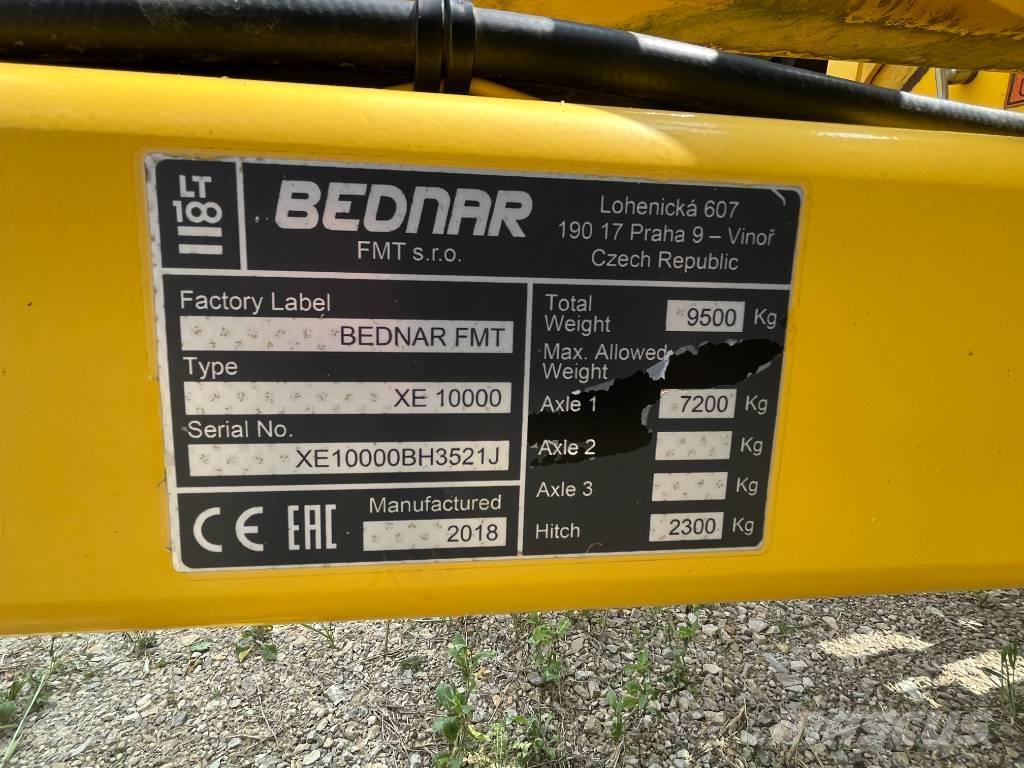 LT
100
BEDNAR
FMT s.r.o.
Lohenická 607
190 17 Praha 9 – Vinoř
Czech Republic
Factory Label
BEDNAR FMT
Type
XE 10000
Serial No.
XE10000BH3521J
CE EAC
Manufactured
2018
Total
Weight
9500 Kg
Max. Allowed
Weight
Axle 1 7200 Kg
Axle 2 Kg
Axle 3 Kg
Hitch 2300 Kg